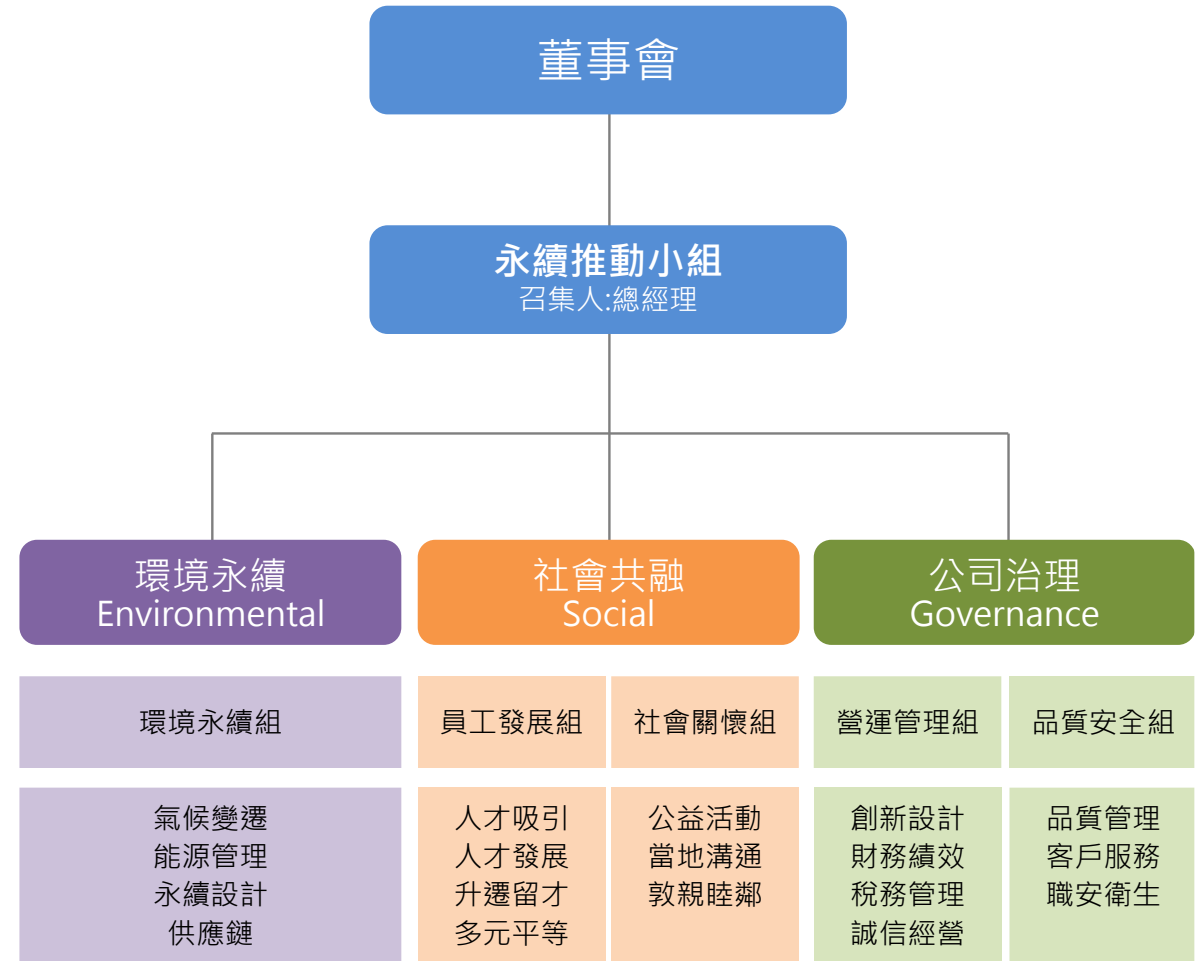 董事會
永續推動小組
召集人:總經理
環境永續
Environmental
社會共融
Social
公司治理
Governance
環境永續組
員工發展組
社會關懷組
營運管理組
品質安全組
氣候變遷
能源管理
永續設計
供應鏈
人才吸引
人才發展
升遷留才
多元平等
公益活動
當地溝通
敦親睦鄰
創新設計
財務績效
稅務管理
誠信經營
品質管理
客戶服務
職安衛生